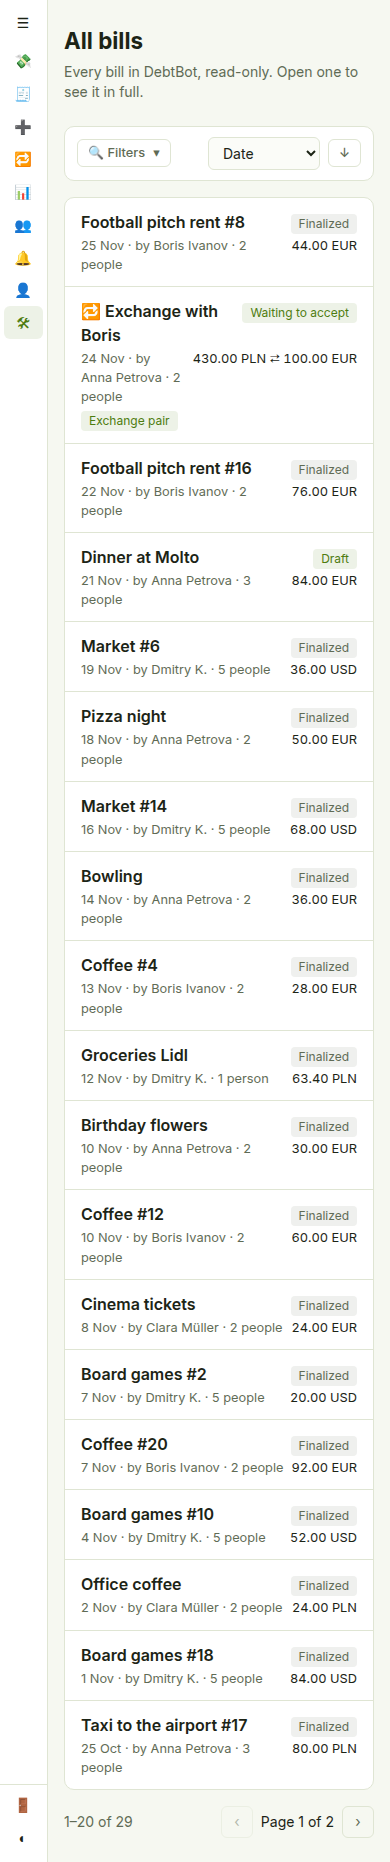 All bills
Every bill in DebtBot, read-only. Open one to
see it in full.
Filters
Date
Football pitch rent #8
Finalized
25 Nov · by Boris Ivanov · 2
people
44.00 EUR
Exchange with
Boris
Waiting to accept
24 Nov · by
Anna Petrova · 2
people
430.00 PLN ⇄ 100.00 EUR
Exchange pair
Football pitch rent #16
Finalized
22 Nov · by Boris Ivanov · 2
people
76.00 EUR
Dinner at Molto
Draft
21 Nov · by Anna Petrova · 3
people
84.00 EUR
Market #6
Finalized
19 Nov · by Dmitry K. · 5 people
36.00 USD
Pizza night
Finalized
18 Nov · by Anna Petrova · 2
people
50.00 EUR
Market #14
Finalized
16 Nov · by Dmitry K. · 5 people
68.00 USD
Bowling
Finalized
14 Nov · by Anna Petrova · 2
people
36.00 EUR
Coffee #4
Finalized
13 Nov · by Boris Ivanov · 2
people
28.00 EUR
Groceries Lidl
Finalized
12 Nov · by Dmitry K. · 1 person
63.40 PLN
Birthday flowers
Finalized
10 Nov · by Anna Petrova · 2
people
30.00 EUR
Coffee #12
Finalized
10 Nov · by Boris Ivanov · 2
people
60.00 EUR
Cinema tickets
Finalized
8 Nov · by Clara Müller · 2 people
24.00 EUR
Board games #2
Finalized
7 Nov · by Dmitry K. · 5 people
20.00 USD
Coffee #20
Finalized
7 Nov · by Boris Ivanov · 2 people
92.00 EUR
Board games #10
Finalized
4 Nov · by Dmitry K. · 5 people
52.00 USD
Office coffee
Finalized
2 Nov · by Clara Müller · 2 people
24.00 PLN
Board games #18
Finalized
1 Nov · by Dmitry K. · 5 people
84.00 USD
Taxi to the airport #17
Finalized
25 Oct · by Anna Petrova · 3
people
80.00 PLN
1–20 of 29
‹ Page 1 of 2 ›